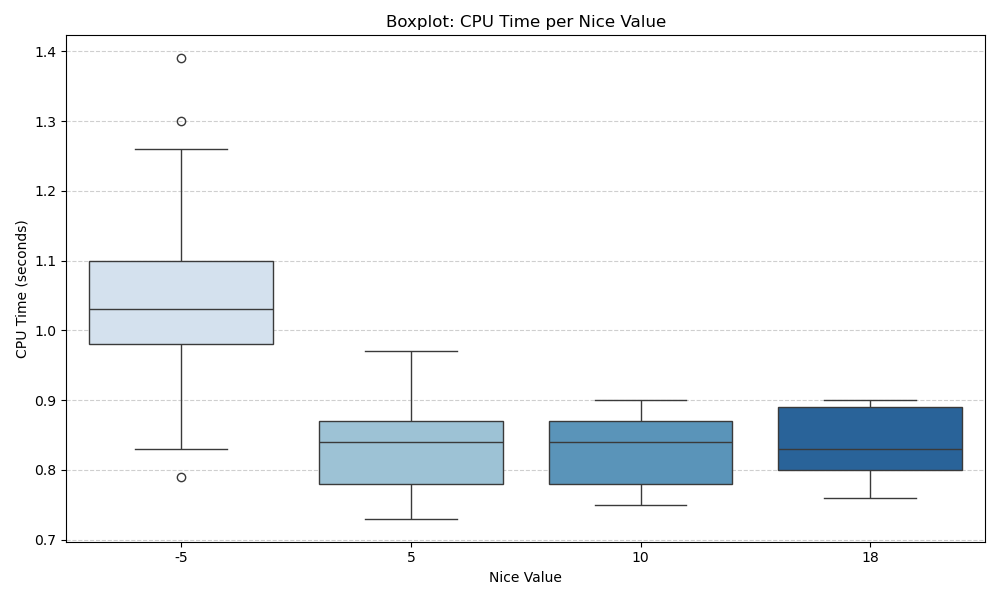 Boxplot: CPU Time per Nice Value
CPU Time (seconds)
1.4
1.3
1.2
1.1
1.0
0.9
0.8
0.7
-5 5 10 18
Nice Value